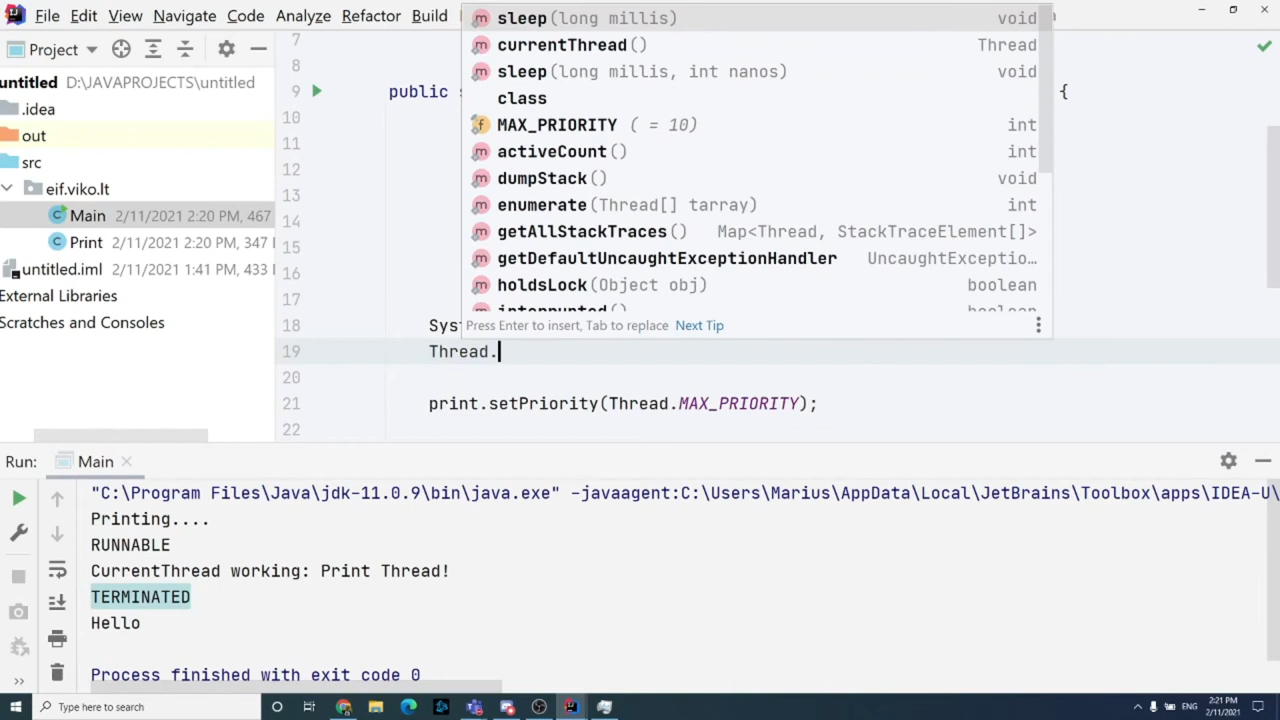 File Edit View Navigate Code Analyze Refactor Build
Project
untitled D:\JAVAPROJECTS\untitled
.idea
out
src
eif.viko.lt
Main 2/11/2021 2:20 PM, 467
Print 2/11/2021 2:20 PM, 347
untitled.iml 2/11/2021 1:41 PM, 433
External Libraries
Scratches and Consoles
7
8
9 public {
10
11
12
13
14
15
16
17
18 Syst
19 Thread.
20
21 print.setPriority(Thread.MAX_PRIORITY);
22
sleep(long millis) void
currentThread() Thread
sleep(long millis, int nanos) void
class
MAX_PRIORITY ( = 10) int
activeCount() int
dumpStack() void
enumerate(Thread[] tarray) int
getAllStackTraces() Map<Thread, StackTraceElement[]>
getDefaultUncaughtExceptionHandler UncaughtExceptio…
holdsLock(Object obj) boolean
interrupted() boolean
Press Enter to insert, Tab to replace Next Tip
Run: Main
"C:\Program Files\Java\jdk-11.0.9\bin\java.exe" -javaagent:C:\Users\Marius\AppData\Local\JetBrains\Toolbox\apps\IDEA-U\
Printing....
RUNNABLE
CurrentThread working: Print Thread!
TERMINATED
Hello
Process finished with exit code 0
Type here to search
ENG
2:21 PM
2/11/2021